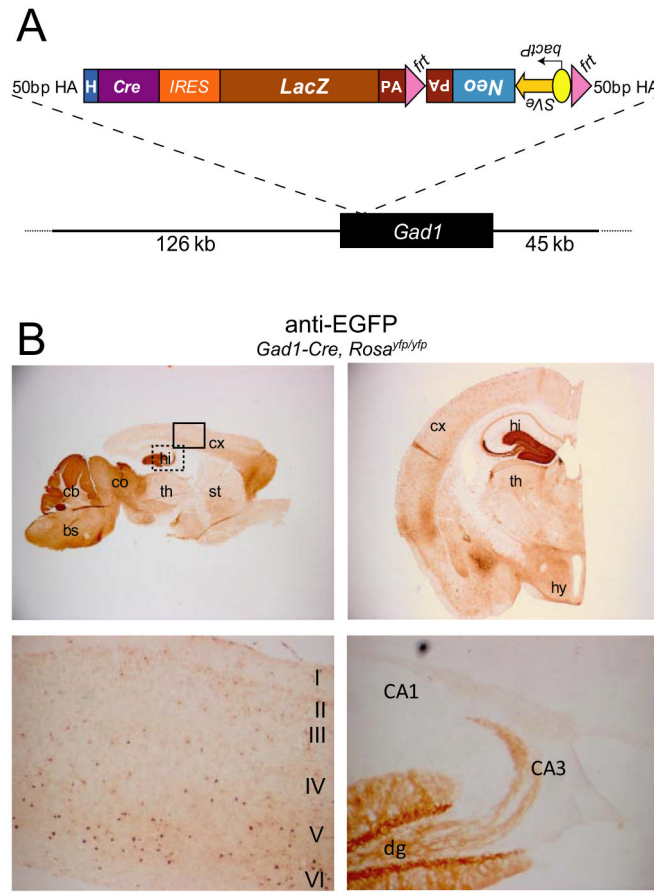 A
50bp HA H Cre IRES LacZ PA frt PA Neo SVe bactP frt 50bp HA
Gad1
126 kb 45 kb
B
anti-EGFP
Gad1-Cre, Rosayfp/yfp
cx hi co th st cb bs
cx hi th hy
I
II
III
IV
V
VI
CA1
CA3
dg